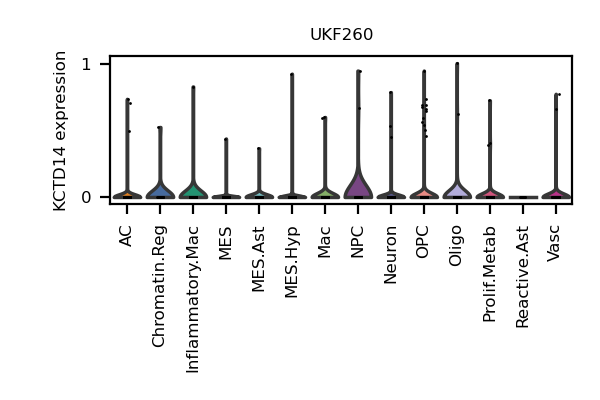 UKF260
KCTD14 expression
1
0
AC
Chromatin.Reg
Inflammatory.Mac
MES
MES.Ast
MES.Hyp
Mac
NPC
Neuron
OPC
Oligo
Prolif.Metab
Reactive.Ast
Vasc